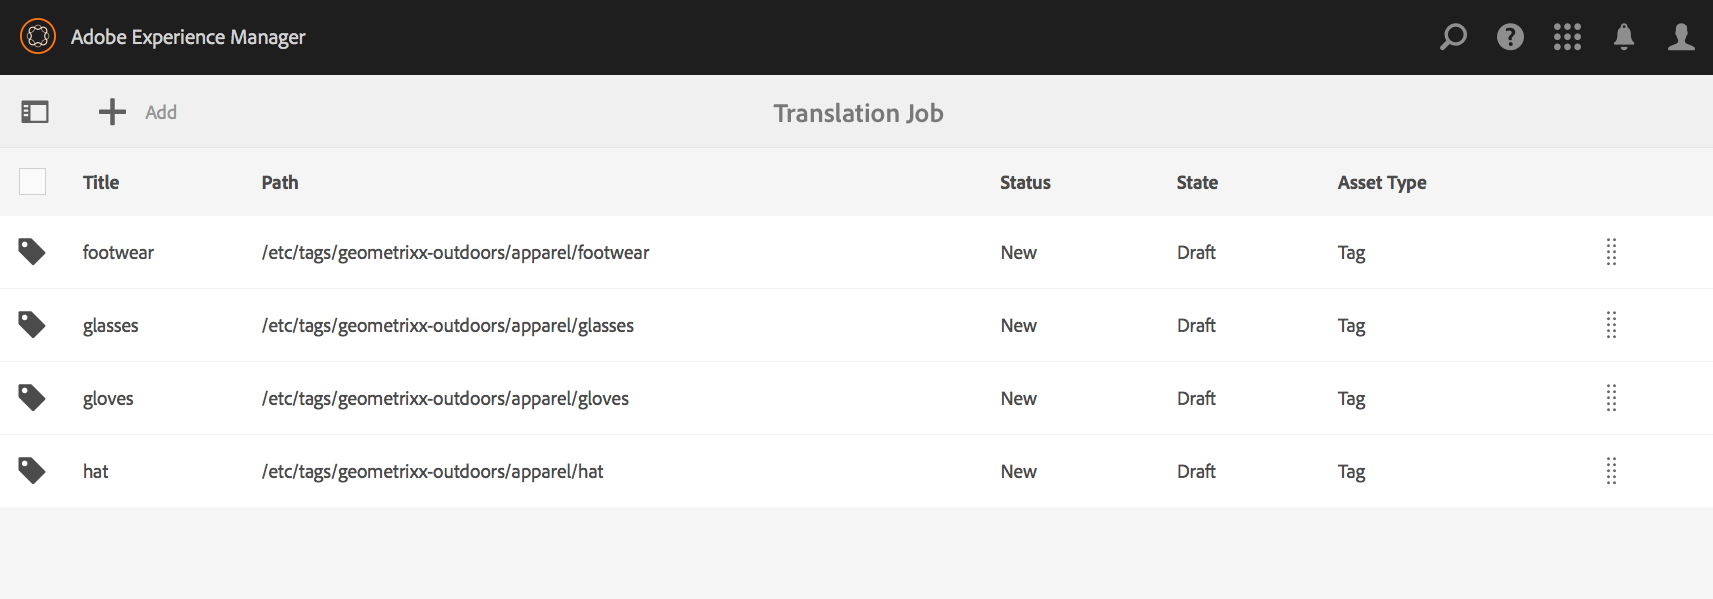 Adobe Experience Manager
Add
Translation Job
Title Path Status State Asset Type
footwear /etc/tags/geometrixx-outdoors/apparel/footwear New Draft Tag
glasses /etc/tags/geometrixx-outdoors/apparel/glasses New Draft Tag
gloves /etc/tags/geometrixx-outdoors/apparel/gloves New Draft Tag
hat /etc/tags/geometrixx-outdoors/apparel/hat New Draft Tag